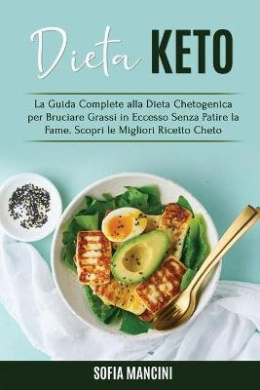 Dieta KETO
La Guida Complete alla Dieta Chetogenica
per Bruciare Grassi in Eccesso Senza Patire la
Fame. Scopri le Migliori Ricetto Cheto
SOFIA MANCINI